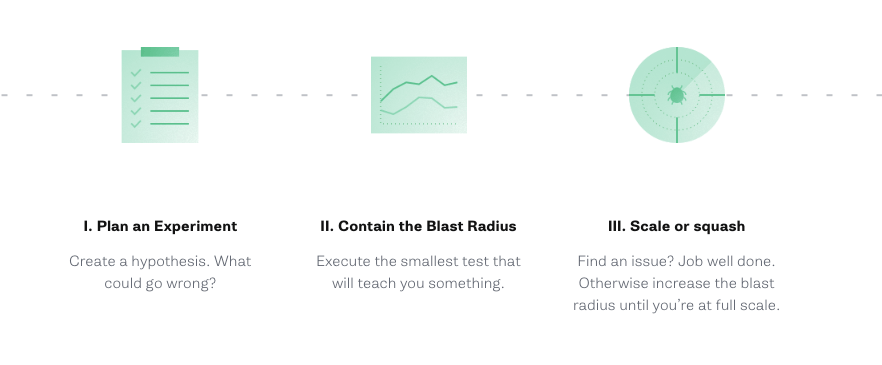 I. Plan an Experiment
Create a hypothesis. What
could go wrong?
II. Contain the Blast Radius
Execute the smallest test that
will teach you something.
III. Scale or squash
Find an issue? Job well done.
Otherwise increase the blast
radius until you’re at full scale.